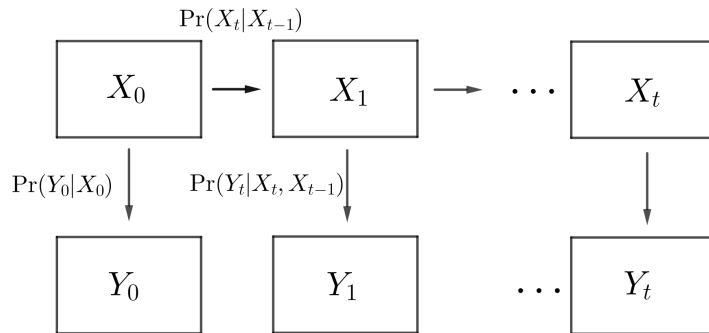 Pr(X_t|X_{t−1})
X_0 X_1 ··· X_t
Pr(Y_0|X_0) Pr(Y_t|X_t, X_{t−1})
Y_0 Y_1 ··· Y_t